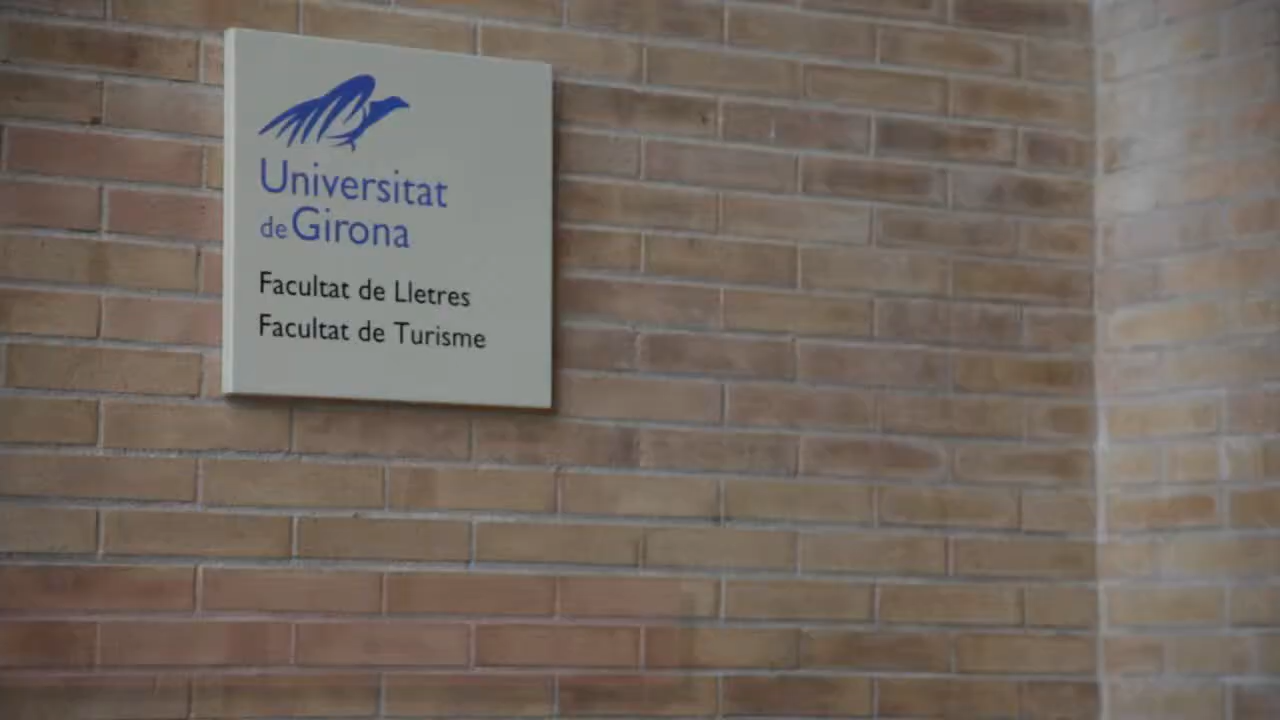 Universitat
de Girona
Facultat de Lletres
Facultat de Turisme